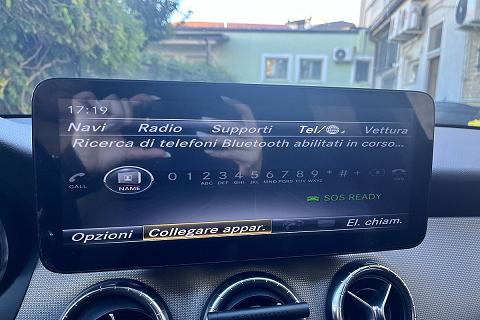 17:19
Navi Radio Supporti Tel/ Vettura
Ricerca di telefoni Bluetooth abilitati in corso...
CALL NAME 0 1 2 3 4 5 6 7 8 9 * # +
ABC DEF GHI JKL MNO PQRS TUV WXYZ
SOS READY
Opzioni Collegare appar. El. chiam.